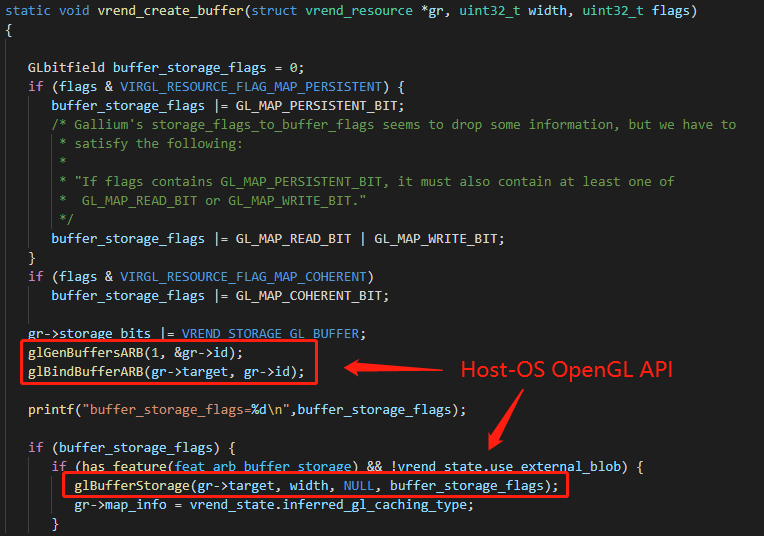 static void vrend_create_buffer(struct vrend_resource *gr, uint32_t width, uint32_t flags)
{
GLbitfield buffer_storage_flags = 0;
if (flags & VIRGL_RESOURCE_FLAG_MAP_PERSISTENT) {
buffer_storage_flags |= GL_MAP_PERSISTENT_BIT;
/* Gallium's storage_flags_to_buffer_flags seems to drop some information, but we have to
* satisfy the following:
*
* "If flags contains GL_MAP_PERSISTENT_BIT, it must also contain at least one of
*  GL_MAP_READ_BIT or GL_MAP_WRITE_BIT."
*/
buffer_storage_flags |= GL_MAP_READ_BIT | GL_MAP_WRITE_BIT;
}
if (flags & VIRGL_RESOURCE_FLAG_MAP_COHERENT)
buffer_storage_flags |= GL_MAP_COHERENT_BIT;
gr->storage_bits |= VREND_STORAGE_GL_BUFFER;
glGenBuffersARB(1, &gr->id);
glBindBufferARB(gr->target, gr->id);
Host-OS OpenGL API
printf("buffer_storage_flags=%d\n",buffer_storage_flags);
if (buffer_storage_flags) {
if (has_feature(feat_arb_buffer_storage) && !vrend_state.use_external_blob) {
glBufferStorage(gr->target, width, NULL, buffer_storage_flags);
gr->map_info = vrend_state.inferred_gl_caching_type;
}